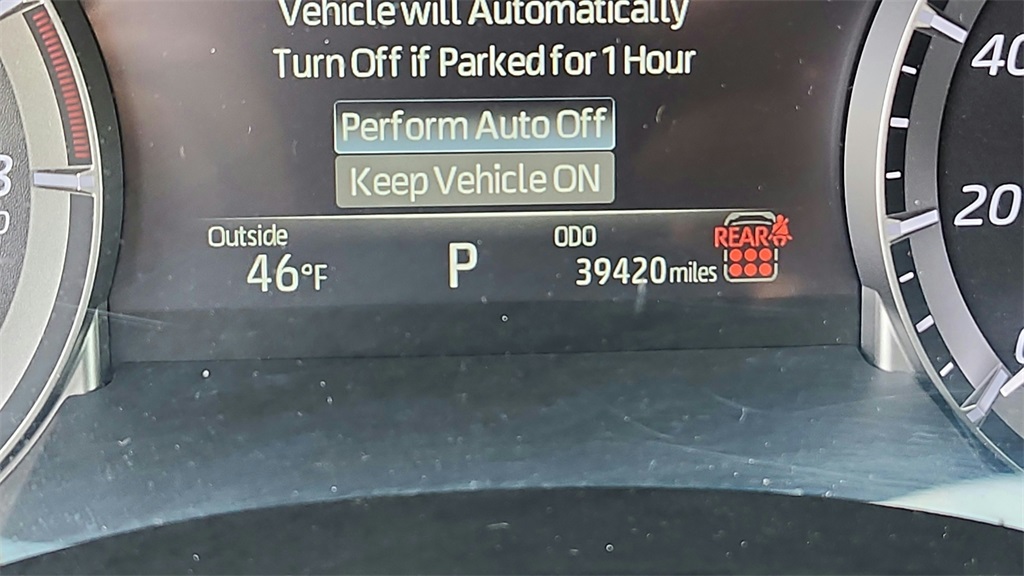 Vehicle will Automatically
Turn Off if Parked for 1 Hour
Perform Auto Off
Keep Vehicle ON
Outside
46°F
P
ODO
39420 miles
REAR
20